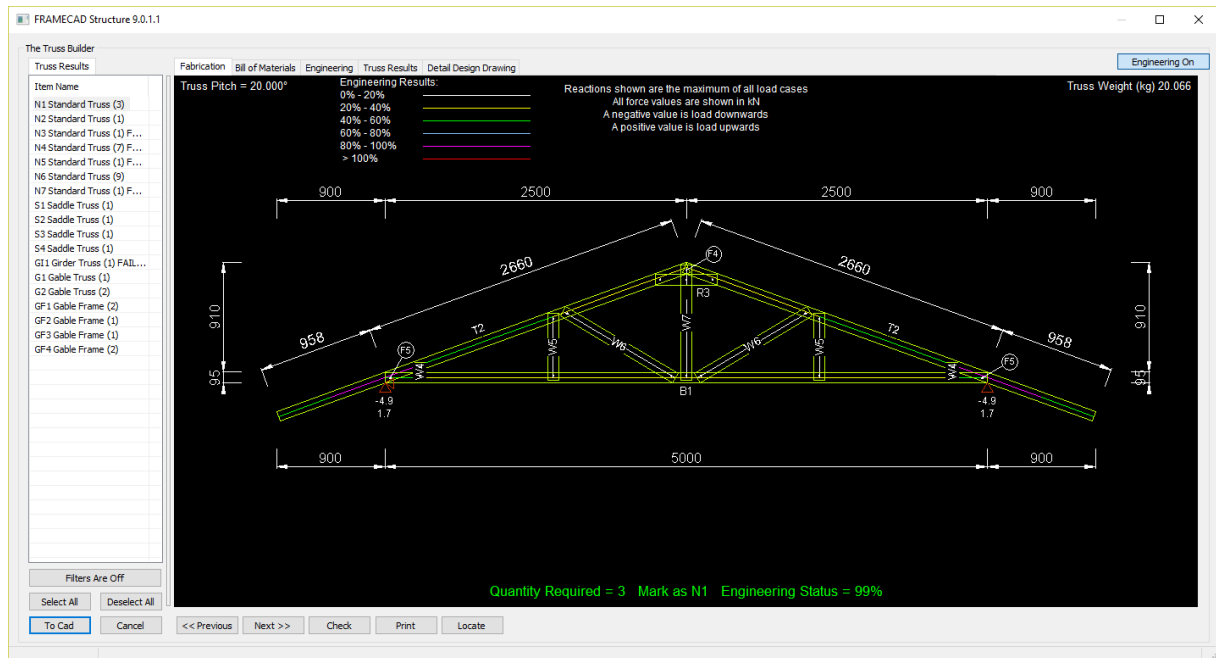 FRAMECAD Structure 9.0.1.1
The Truss Builder
Truss Results
Fabrication
Bill of Materials
Engineering
Truss Results
Detail Design Drawing
Engineering On
Item Name
N1 Standard Truss (3)
N2 Standard Truss (1)
N3 Standard Truss (1) F...
N4 Standard Truss (7) F...
N5 Standard Truss (1) F...
N6 Standard Truss (9)
N7 Standard Truss (1) F...
S1 Saddle Truss (1)
S2 Saddle Truss (1)
S3 Saddle Truss (1)
S4 Saddle Truss (1)
GI1 Girder Truss (1) FAIL...
G1 Gable Truss (1)
G2 Gable Truss (2)
GF1 Gable Frame (2)
GF2 Gable Frame (1)
GF3 Gable Frame (1)
GF4 Gable Frame (2)
Filters Are Off
Select All
Deselect All
To Cad
Cancel
Truss Pitch = 20.000°
Engineering Results:
0% - 20%
20% - 40%
40% - 60%
60% - 80%
80% - 100%
> 100%
Reactions shown are the maximum of all load cases
All force values are shown in kN
A negative value is load downwards
A positive value is load upwards
Truss Weight (kg) 20.066
900
2500
2500
900
2660
2660
F4
R3
910
910
958
958
T2
T2
W7
W5
W6
W6
W5
F5
F5
W4
W4
95
95
B1
-4.9
1.7
-4.9
1.7
900
5000
900
Quantity Required = 3 Mark as N1 Engineering Status = 99%
<< Previous
Next >>
Check
Print
Locate